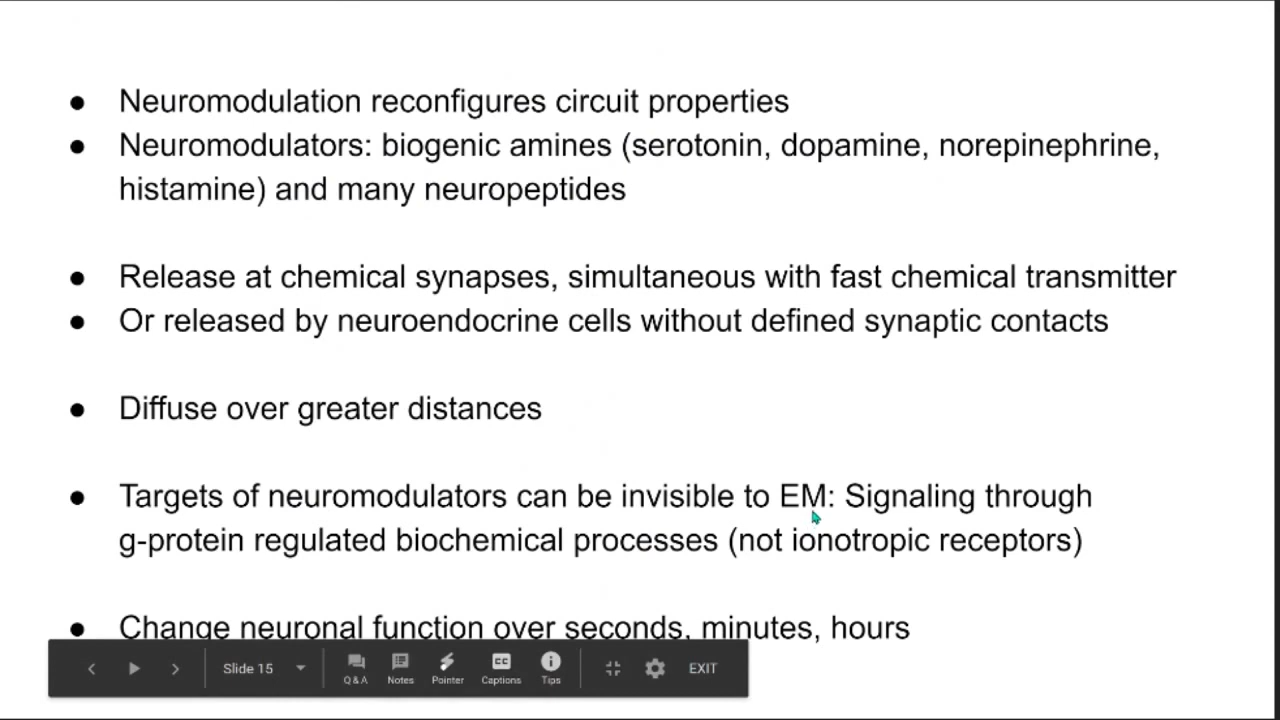 ● Neuromodulation reconfigures circuit properties
● Neuromodulators: biogenic amines (serotonin, dopamine, norepinephrine,
histamine) and many neuropeptides
● Release at chemical synapses, simultaneous with fast chemical transmitter
● Or released by neuroendocrine cells without defined synaptic contacts
● Diffuse over greater distances
● Targets of neuromodulators can be invisible to EM: Signaling through
g-protein regulated biochemical processes (not ionotropic receptors)
● Change neuronal function over seconds, minutes, hours
Slide 15
Q&A Notes Pointer CC Captions Tips EXIT